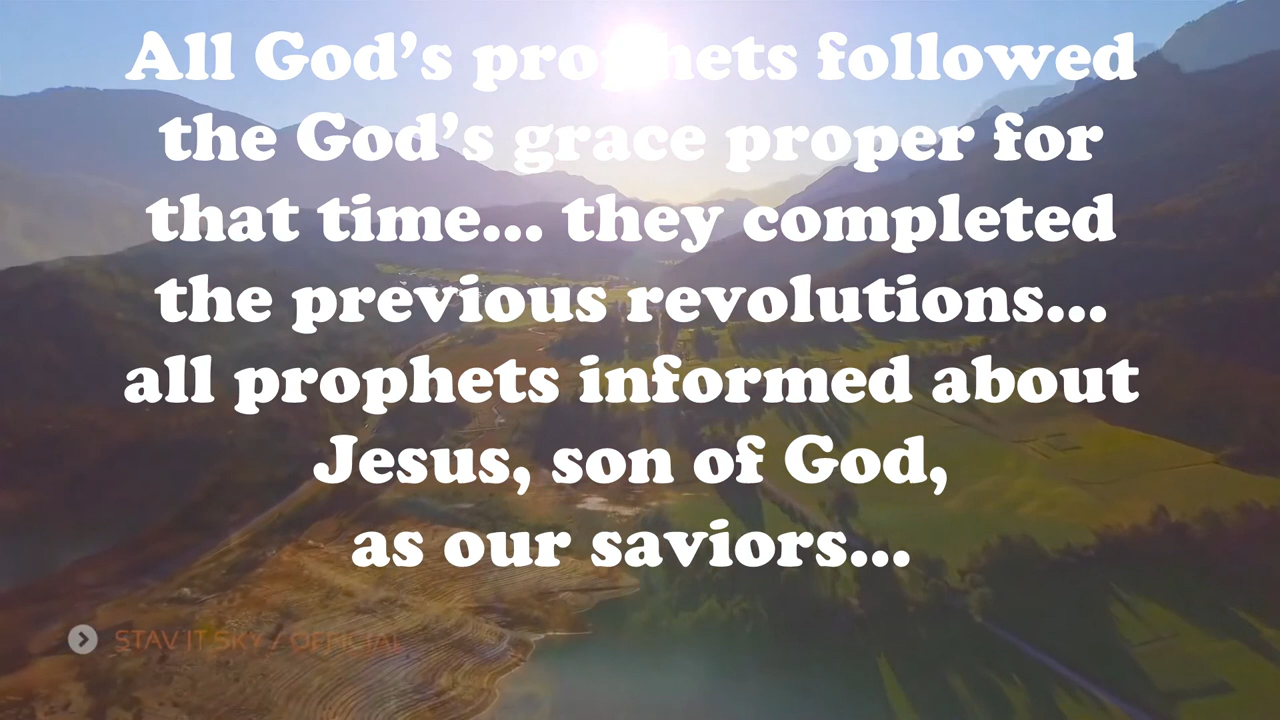 All God's prophets followed
the God's grace proper for
that time... they completed
the previous revolutions...
all prophets informed about
Jesus, son of God,
as our saviors...
STAV IT SKY / OFFICIAL